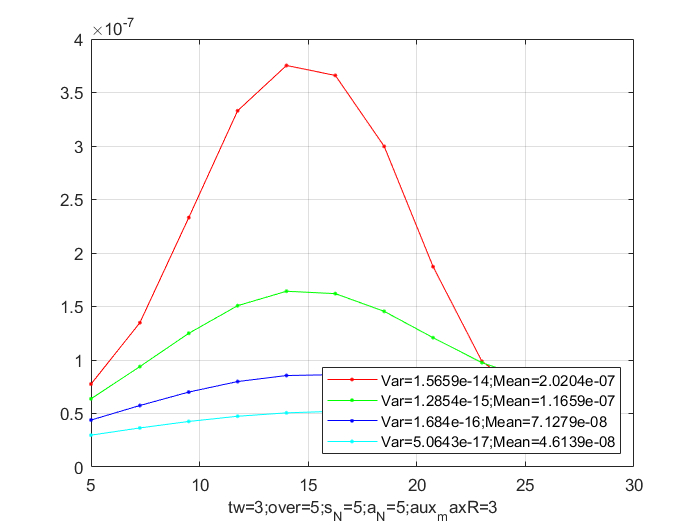 ×10-7
4
3.5
3
2.5
2
1.5
1
0.5
0
5 10 15 20 25 30
Var=1.5659e-14;Mean=2.0204e-07
Var=1.2854e-15;Mean=1.1659e-07
Var=1.684e-16;Mean=7.1279e-08
Var=5.0643e-17;Mean=4.6139e-08
tw=3;over=5;sN=5;aN=5;auxmaxR=3